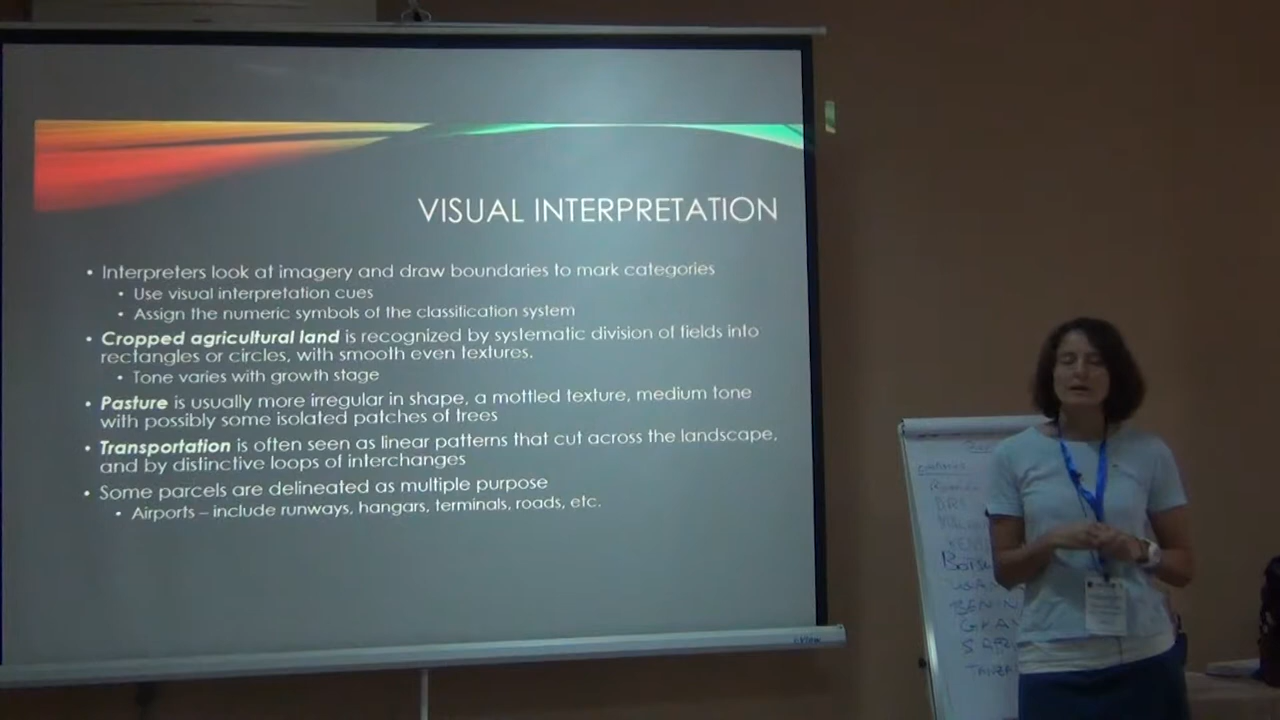 VISUAL INTERPRETATION
• Interpreters look at imagery and draw boundaries to mark categories
• Use visual interpretation cues
• Assign the numeric symbols of the classification system
• Cropped agricultural land is recognized by systematic division of fields into
rectangles or circles, with smooth even textures.
• Tone varies with growth stage
• Pasture is usually more irregular in shape, a mottled texture, medium tone
with possibly some isolated patches of trees
• Transportation is often seen as linear patterns that cut across the landscape,
and by distinctive loops of interchanges
• Some parcels are delineated as multiple purpose
• Airports – include runways, hangars, terminals, roads, etc.
BENIN